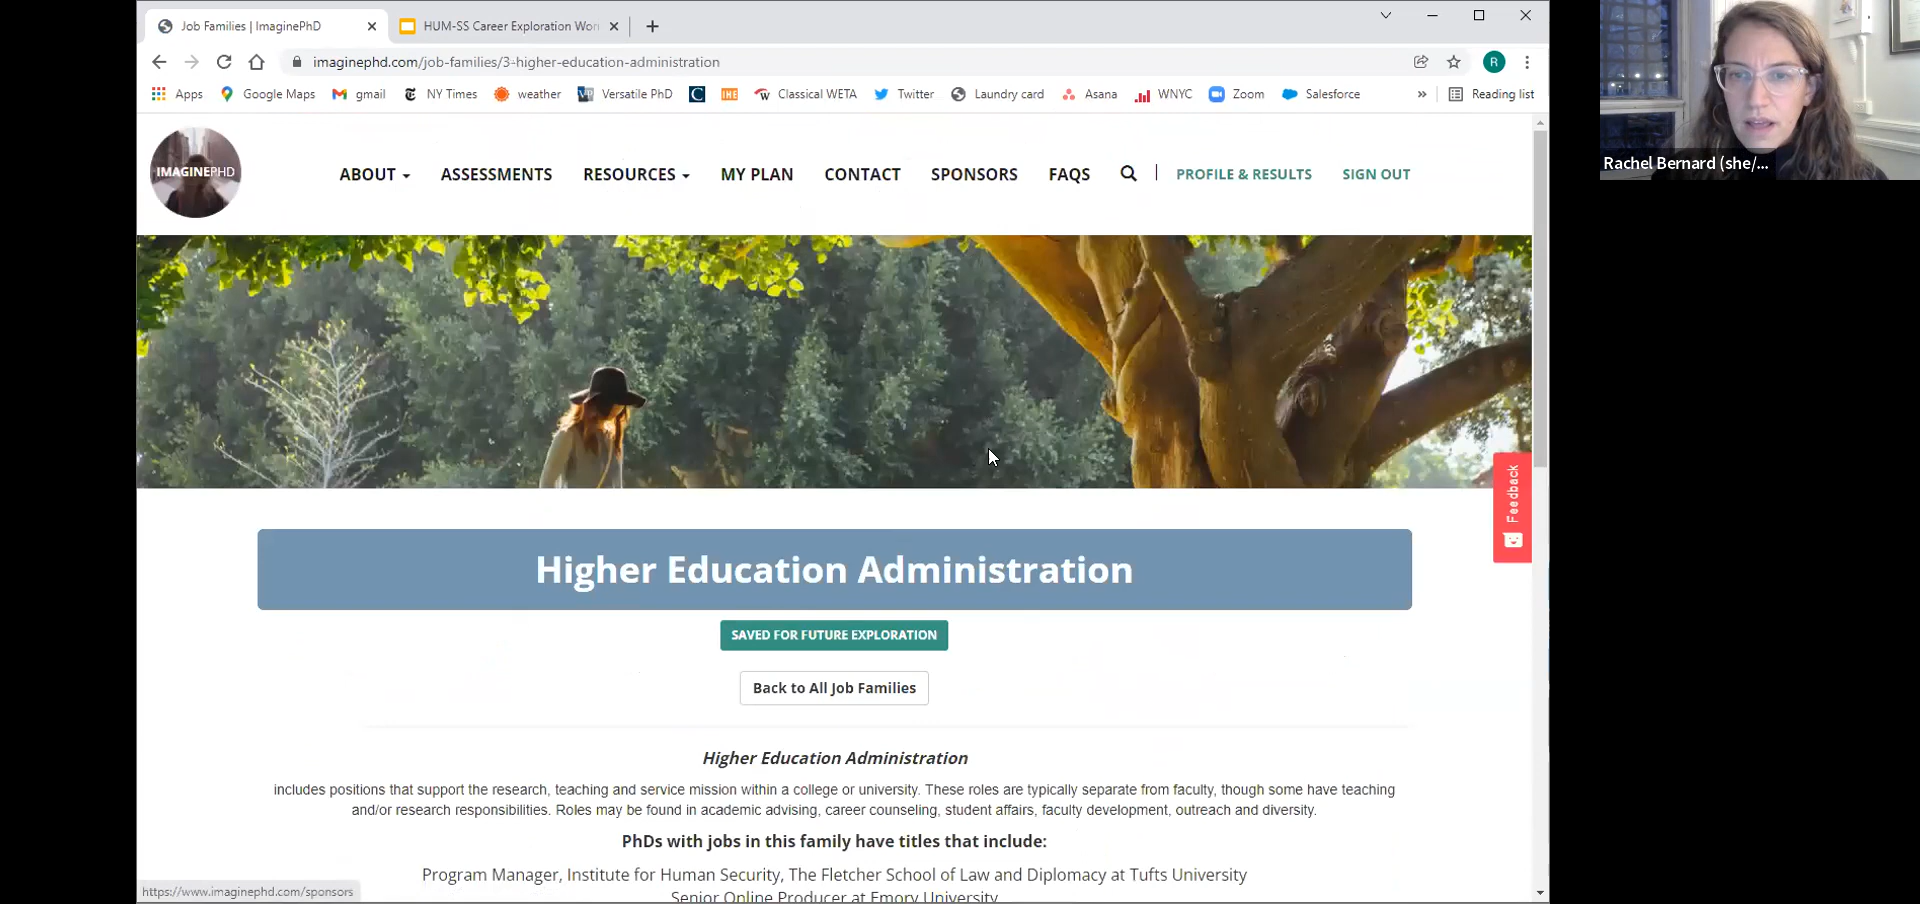 Job Families | ImaginePhD
HUM-SS Career Exploration Wor
imaginephd.com/job-families/3-higher-education-administration
R
Apps
Google Maps
gmail
NY Times
weather
Versatile PhD
Classical WETA
Twitter
Laundry card
Asana
WNYC
Zoom
Salesforce
»
Reading list
IMAGINEPHD
ABOUT
ASSESSMENTS
RESOURCES
MY PLAN
CONTACT
SPONSORS
FAQS
PROFILE & RESULTS
SIGN OUT
Rachel Bernard (she/...
Feedback
Higher Education Administration
SAVED FOR FUTURE EXPLORATION
Back to All Job Families
Higher Education Administration
includes positions that support the research, teaching and service mission within a college or university. These roles are typically separate from faculty, though some have teaching
and/or research responsibilities. Roles may be found in academic advising, career counseling, student affairs, faculty development, outreach and diversity.
PhDs with jobs in this family have titles that include:
Program Manager, Institute for Human Security, The Fletcher School of Law and Diplomacy at Tufts University
Senior Online Producer at Emory University
https://www.imaginephd.com/sponsors